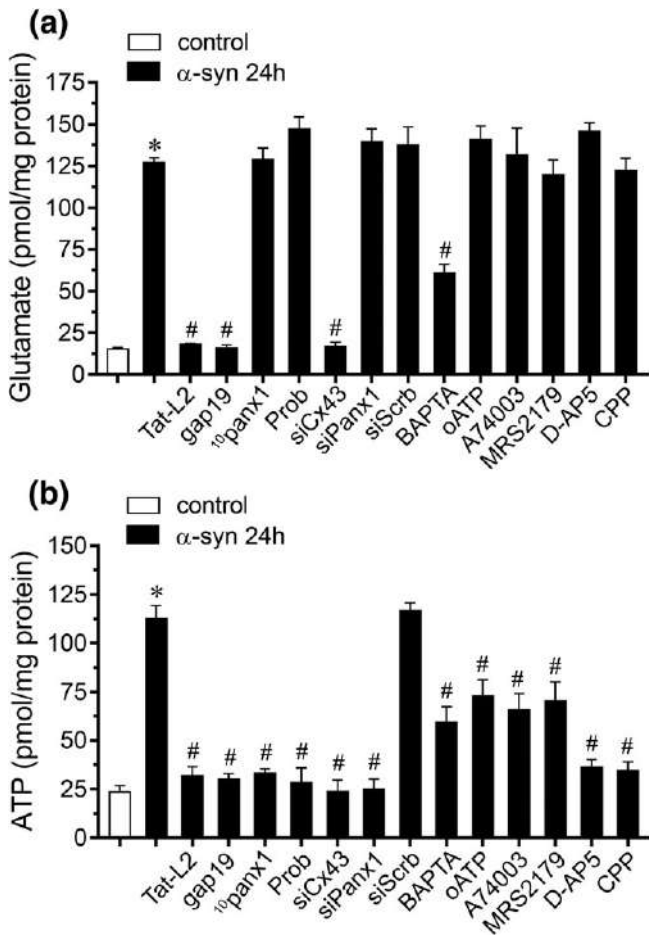 (a)
control
α-syn 24h
Glutamate (pmol/mg protein)
175
150
125
100
75
50
25
0
*
#
#
#
#
Tat-L2
gap19
¹⁰panx1
Prob
siCx43
siPanx1
siScrb
BAPTA
oATP
A74003
MRS2179
D-AP5
CPP
(b)
control
α-syn 24h
ATP (pmol/mg protein)
150
125
100
75
50
25
0
*
#
#
#
#
#
#
#
#
#
#
#
#
Tat-L2
gap19
¹⁰panx1
Prob
siCx43
siPanx1
siScrb
BAPTA
oATP
A74003
MRS2179
D-AP5
CPP